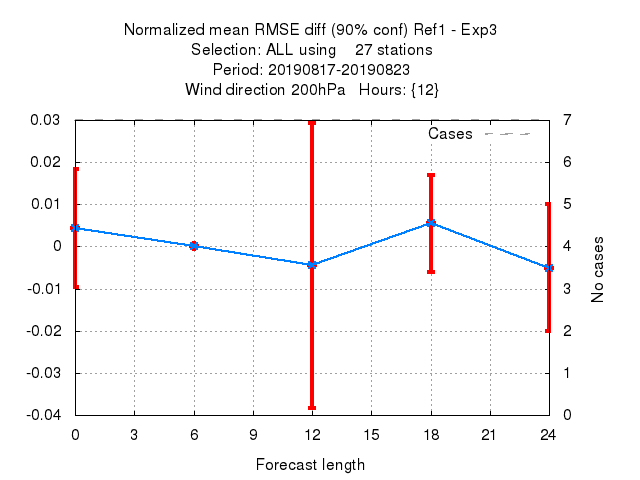 Normalized mean RMSE diff (90% conf) Ref1 - Exp3
Selection: ALL using 27 stations
Period: 20190817-20190823
Wind direction 200hPa Hours: {12}
Cases
0.03
0.02
0.01
0
-0.01
-0.02
-0.03
-0.04
7
6
5
4
3
2
1
0
No cases
0 3 6 9 12 15 18 21 24
Forecast length